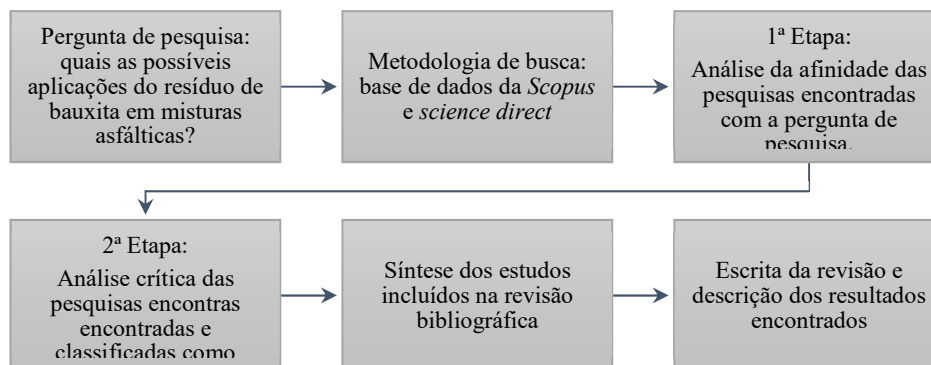 Pergunta de pesquisa:
quais as possíveis
aplicações do resíduo de
bauxita em misturas
asfálticas?
Metodologia de busca:
base de dados da Scopus
e science direct
1ª Etapa:
Análise da afinidade das
pesquisas encontradas
com a pergunta de
pesquisa.
2ª Etapa:
Análise crítica das
pesquisas encontras
encontradas e
classificadas como
Síntese dos estudos
incluídos na revisão
bibliográfica
Escrita da revisão e
descrição dos resultados
encontrados